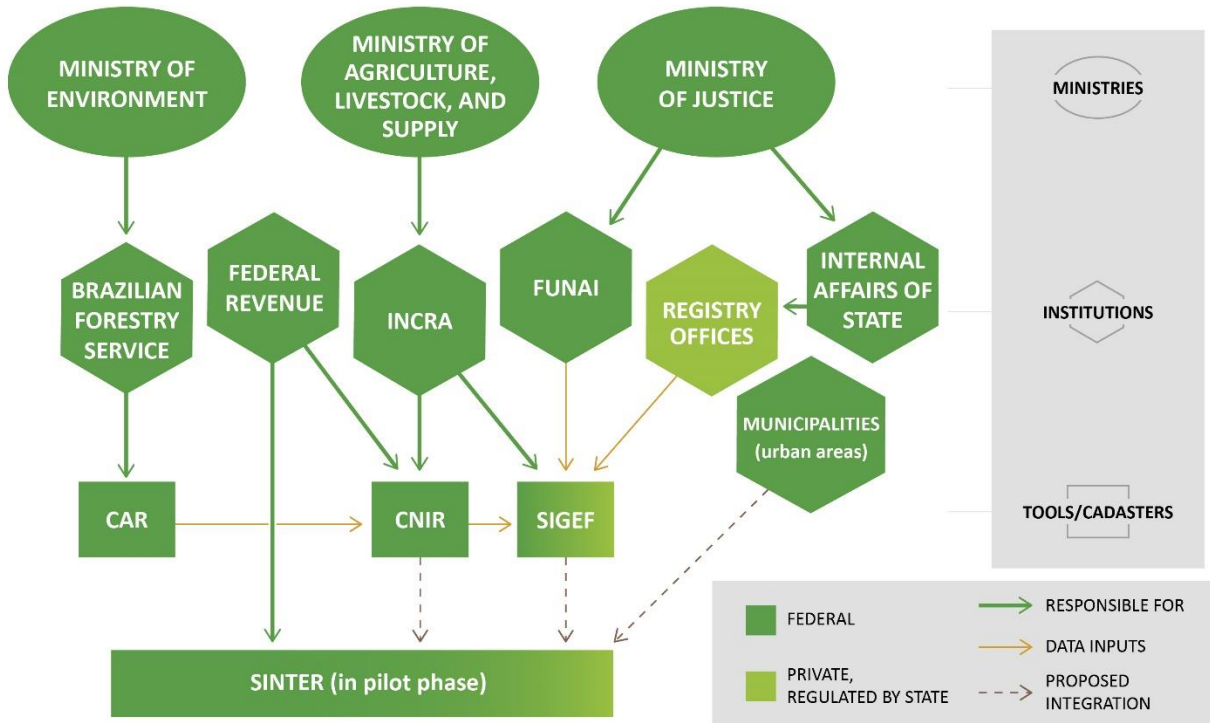 MINISTRY OF
ENVIRONMENT
MINISTRY OF
AGRICULTURE,
LIVESTOCK, AND
SUPPLY
MINISTRY
OF JUSTICE
MINISTRIES
BRAZILIAN
FORESTRY
SERVICE
FEDERAL
REVENUE
INCRA
FUNAI
REGISTRY
OFFICES
INTERNAL
AFFAIRS OF
STATE
INSTITUTIONS
MUNICIPALITIES
(urban areas)
CAR
CNIR
SIGEF
TOOLS/CADASTERS
SINTER (in pilot phase)
FEDERAL
PRIVATE,
REGULATED BY STATE
RESPONSIBLE FOR
DATA INPUTS
PROPOSED
INTEGRATION